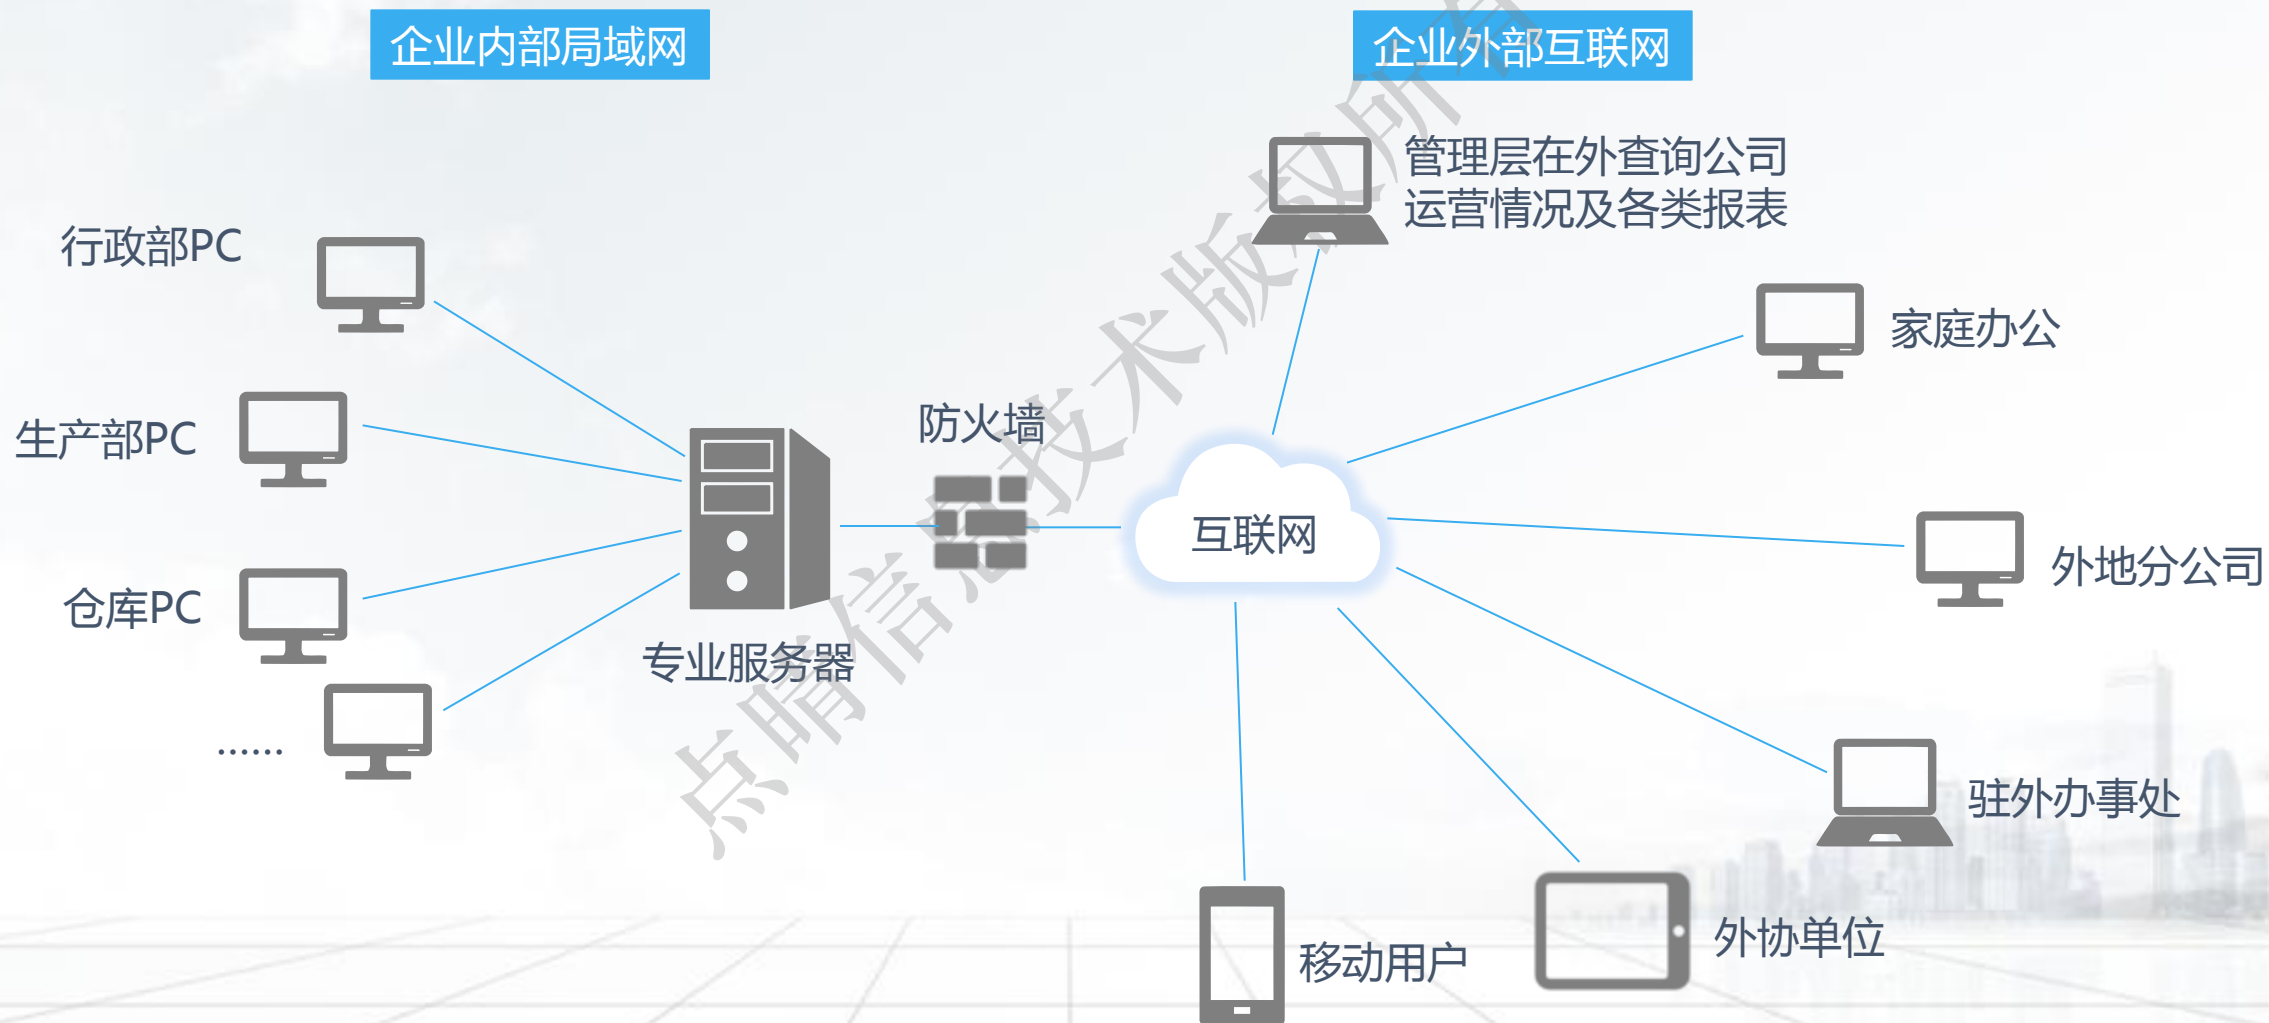 企业内部局域网
企业外部互联网
管理层在外查询公司
运营情况及各类报表
行政部PC
家庭办公
生产部PC
防火墙
互联网
外地分公司
仓库PC
专业服务器
......
驻外办事处
外协单位
移动用户
点晴信息技术版权所有